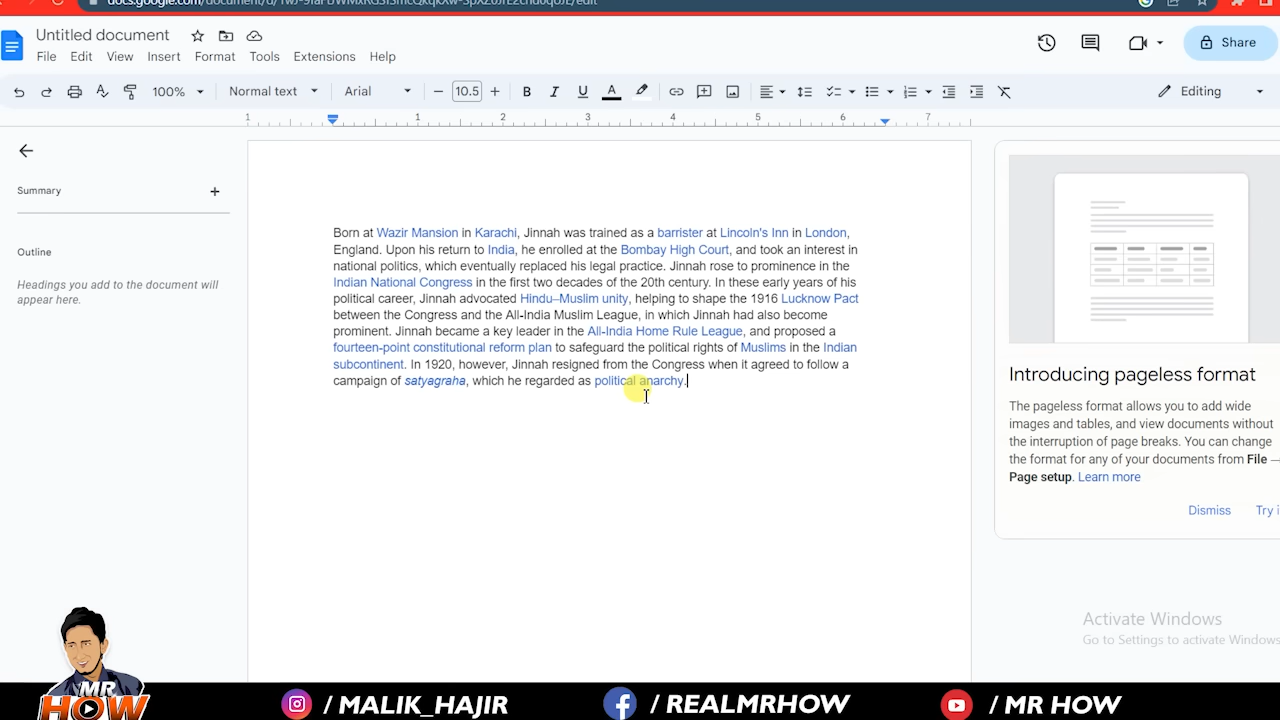 Untitled document
File Edit View Insert Format Tools Extensions Help
Share
100% Normal text Arial 10.5 B I U A Editing
1 1 2 3 4 5 6 7
Summary
Outline
Headings you add to the document will
appear here.
Born at Wazir Mansion in Karachi, Jinnah was trained as a barrister at Lincoln's Inn in London,
England. Upon his return to India, he enrolled at the Bombay High Court, and took an interest in
national politics, which eventually replaced his legal practice. Jinnah rose to prominence in the
Indian National Congress in the first two decades of the 20th century. In these early years of his
political career, Jinnah advocated Hindu–Muslim unity, helping to shape the 1916 Lucknow Pact
between the Congress and the All-India Muslim League, in which Jinnah had also become
prominent. Jinnah became a key leader in the All-India Home Rule League, and proposed a
fourteen-point constitutional reform plan to safeguard the political rights of Muslims in the Indian
subcontinent. In 1920, however, Jinnah resigned from the Congress when it agreed to follow a
campaign of satyagraha, which he regarded as political anarchy.
Introducing pageless format
The pageless format allows you to add wide
images and tables, and view documents without
the interruption of page breaks. You can change
the format for any of your documents from File
Page setup. Learn more
Dismiss Try i
Activate Windows
Go to Settings to activate Windows
MR
HOW
/ MALIK_HAJIR / REALMRHOW / MR HOW